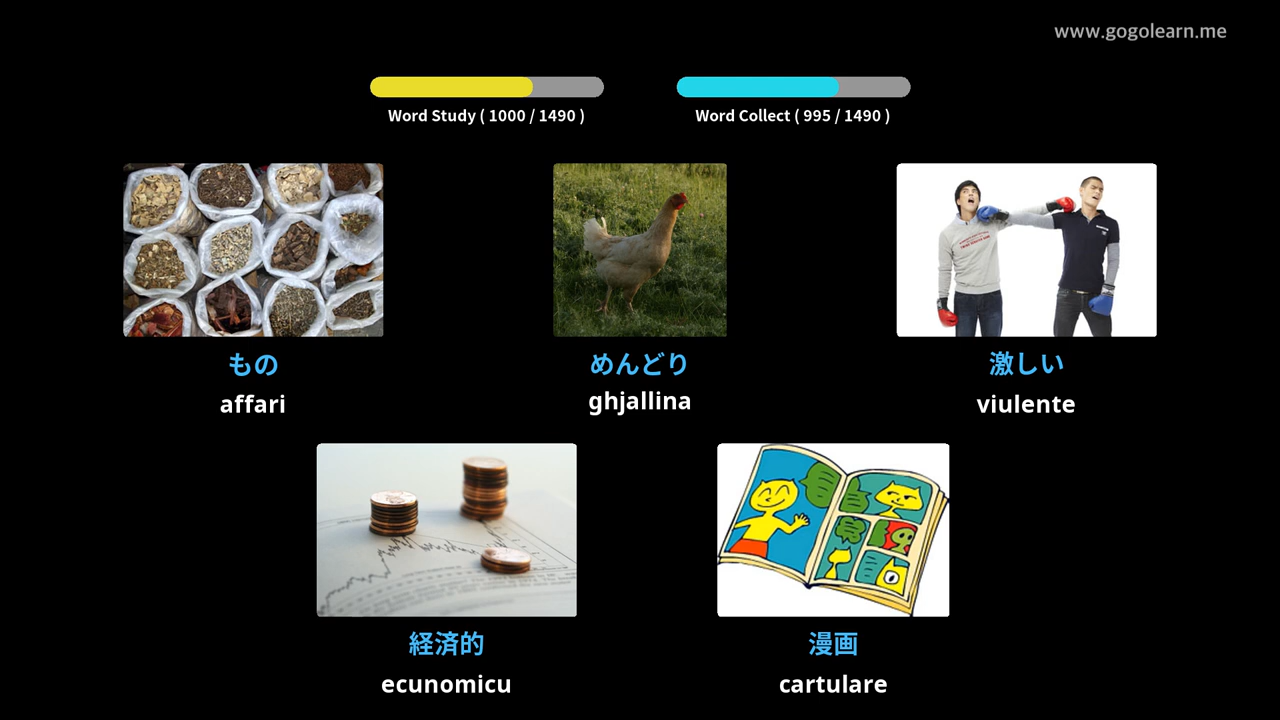 www.gogolearn.me
Word Study ( 1000 / 1490 )
Word Collect ( 995 / 1490 )
もの
affari
めんどり
ghjallina
激しい
viulente
経済的
ecunomicu
漫画
cartulare